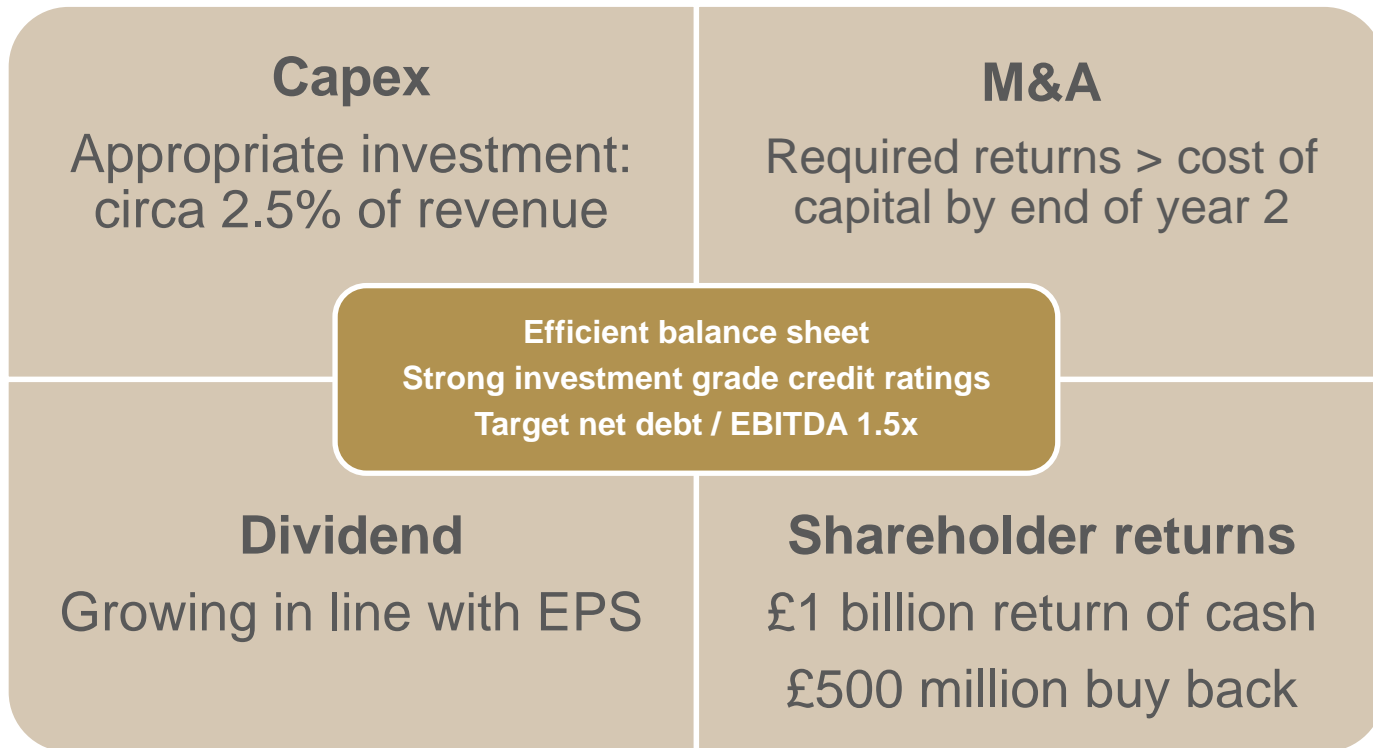 Capex
Appropriate investment:
circa 2.5% of revenue
M&A
Required returns > cost of
capital by end of year 2
Efficient balance sheet
Strong investment grade credit ratings
Target net debt / EBITDA 1.5x
Dividend
Growing in line with EPS
Shareholder returns
£1 billion return of cash
£500 million buy back